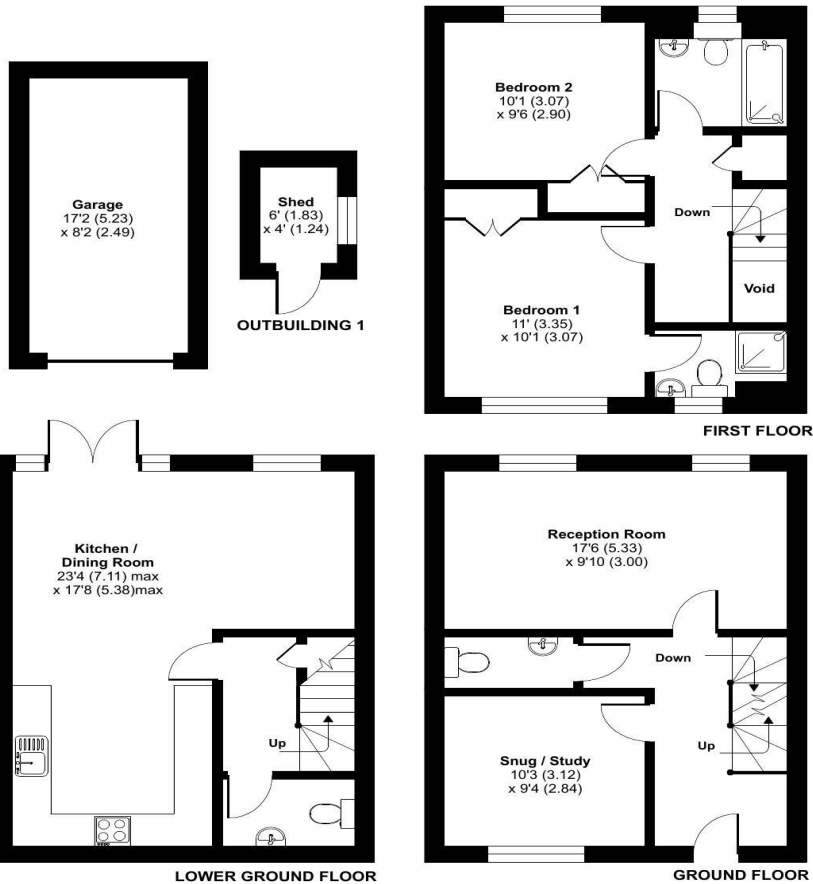 Garage
17'2 (5.23)
x 8'2 (2.49)
Shed
6' (1.83)
x 4' (1.24)
OUTBUILDING 1
Bedroom 2
10'1 (3.07)
x 9'6 (2.90)
Down
Void
Bedroom 1
11' (3.35)
x 10'1 (3.07)
FIRST FLOOR
Kitchen /
Dining Room
23'4 (7.11) max
x 17'8 (5.38)max
Up
LOWER GROUND FLOOR
Reception Room
17'6 (5.33)
x 9'10 (3.00)
Down
Up
Snug / Study
10'3 (3.12)
x 9'4 (2.84)
GROUND FLOOR